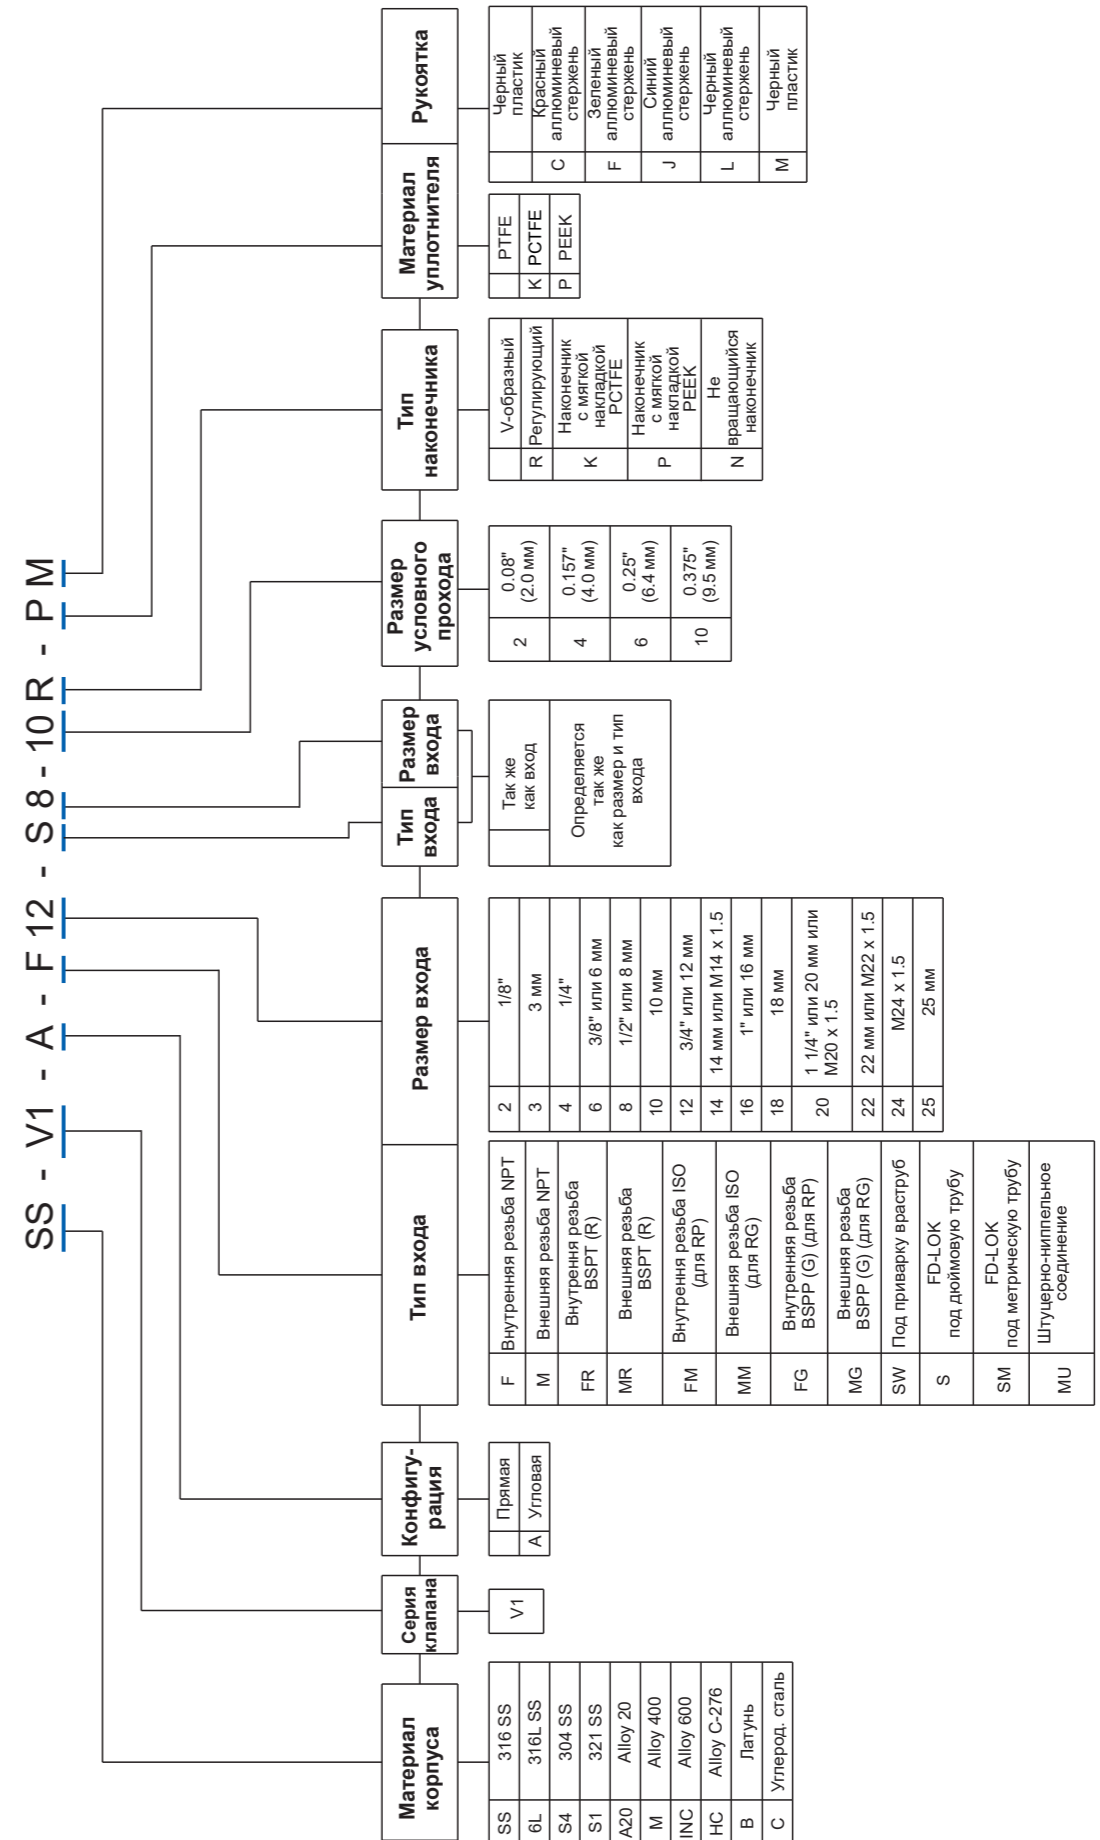 SS - V1 - A - F 12 - S 8 - 10 R - P M
Материал
корпуса
SS 316 SS
6L 316L SS
S4 304 SS
S1 321 SS
A20 Alloy 20
M Alloy 400
INC Alloy 600
HC Alloy C-276
B Латунь
C Углерод. сталь
Серия
клапана
V1
Конфигу-
рация
Прямая
A Угловая
Тип входа
F Внутренняя резьба NPT
M Внешняя резьба NPT
FR Внутрення резьба
BSPT (R)
MR Внешняя резьба
BSPT (R)
FM Внутрення резьба ISO
(для RP)
MM Внешняя резьба ISO
(для RG)
FG Внутренняя резьба
BSPP (G) (для RP)
MG Внешняя резьба
BSPP (G) (для RG)
SW Под приварку враструб
S FD-LOK
под дюймовую трубу
SM FD-LOK
под метрическую трубу
MU Штуцерно-ниппельное
соединение
Размер входа
2 1/8"
3 3 мм
4 1/4"
6 3/8" или 6 мм
8 1/2" или 8 мм
10 10 мм
12 3/4" или 12 мм
14 14 мм или M14 x 1.5
16 1" или 16 мм
18 18 мм
20 1 1/4" или 20 мм или
M20 x 1.5
22 22 мм или M22 x 1.5
24 M24 x 1.5
25 25 мм
Тип
входа
Размер
входа
Так же
как вход
Определяется
так же
как размер и тип
входа
Размер
условного
прохода
2 0.08"
(2.0 мм)
4 0.157"
(4.0 мм)
6 0.25"
(6.4 мм)
10 0.375"
(9.5 мм)
Тип
наконечника
V-образный
R Регулирующий
K Наконечник
с мягкой
накладкой
PCTFE
P Наконечник
с мягкой
накладкой
PEEK
N Не
вращающийся
наконечник
Материал
уплотнителя
PTFE
K PCTFE
P PEEK
Рукоятка
Черный
пластик
C Красный
аллюминевый
стержень
F Зеленый
аллюминевый
стержень
J Синий
аллюминевый
стержень
L Черный
аллюминевый
стержень
M Черный
пластик